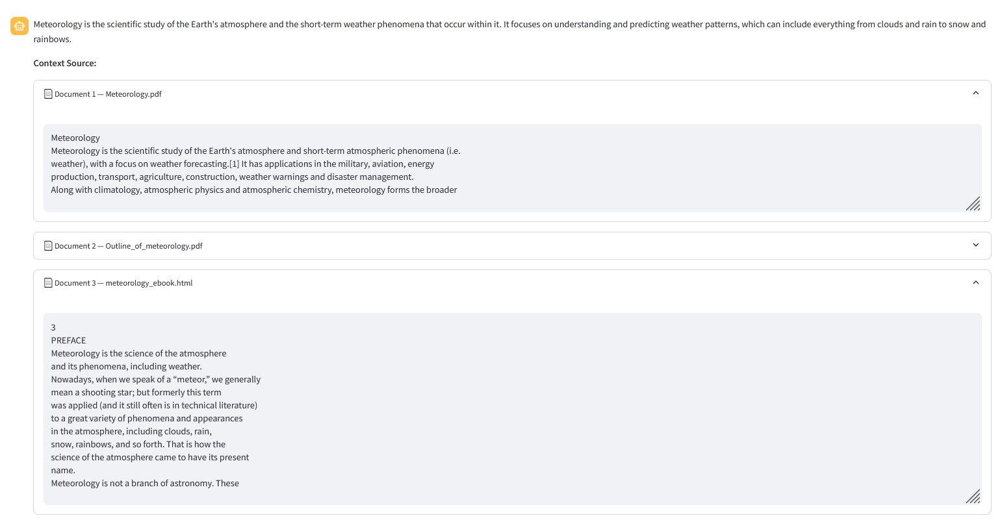 Meteorology is the scientific study of the Earth's atmosphere and the short-term weather phenomena that occur within it. It focuses on understanding and predicting weather patterns, which can include everything from clouds and rain to snow and
rainbows.
Context Source:
Document 1 — Meteorology.pdf
Meteorology
Meteorology is the scientific study of the Earth's atmosphere and short-term atmospheric phenomena (i.e.
weather), with a focus on weather forecasting.[1] It has applications in the military, aviation, energy
production, transport, agriculture, construction, weather warnings and disaster management.
Along with climatology, atmospheric physics and atmospheric chemistry, meteorology forms the broader
Document 2 — Outline_of_meteorology.pdf
Document 3 — meteorology_ebook.html
3
PREFACE
Meteorology is the science of the atmosphere
and its phenomena, including weather.
Nowadays, when we speak of a “meteor,” we generally
mean a shooting star; but formerly this term
was applied (and it still often is in technical literature)
to a great variety of phenomena and appearances
in the atmosphere, including clouds, rain,
snow, rainbows, and so forth. That is how the
science of the atmosphere came to have its present
name.
Meteorology is not a branch of astronomy. These